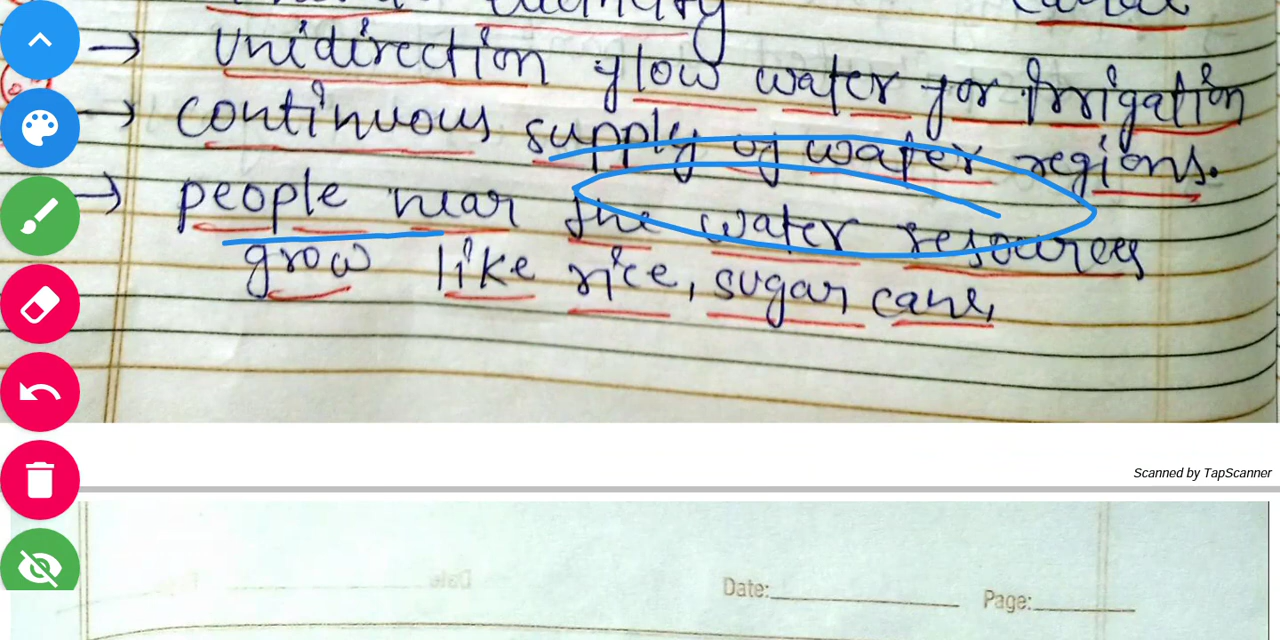 → Unidirection flow water for Irrigation
→ continuous supply of water regions.
→ people near the water resources
grow like rice, sugar cane,
Scanned by TapScanner
Date: Page: